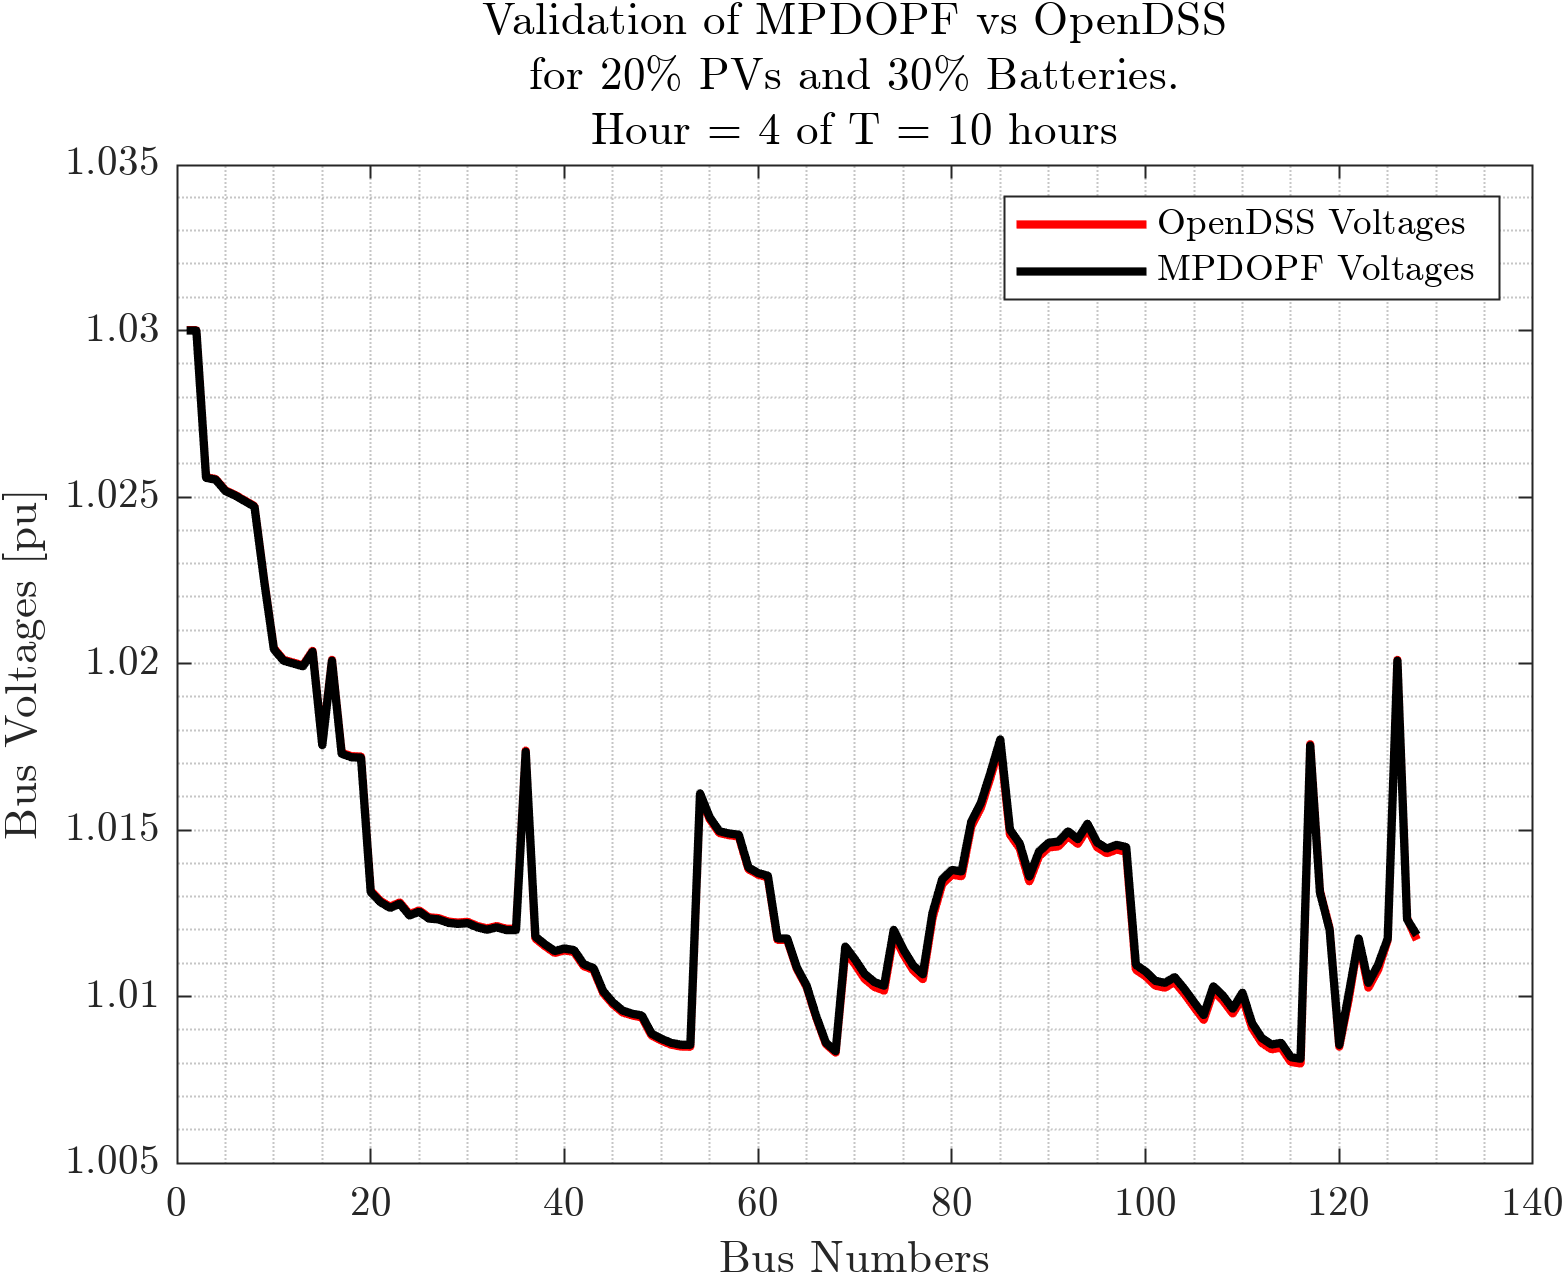 Validation of MPDOPF vs OpenDSS
for 20% PVs and 30% Batteries.
Hour = 4 of T = 10 hours
1.035
1.03
1.025
1.02
1.015
1.01
1.005
Bus Voltages [pu]
OpenDSS Voltages
MPDOPF Voltages
0 20 40 60 80 100 120 140
Bus Numbers